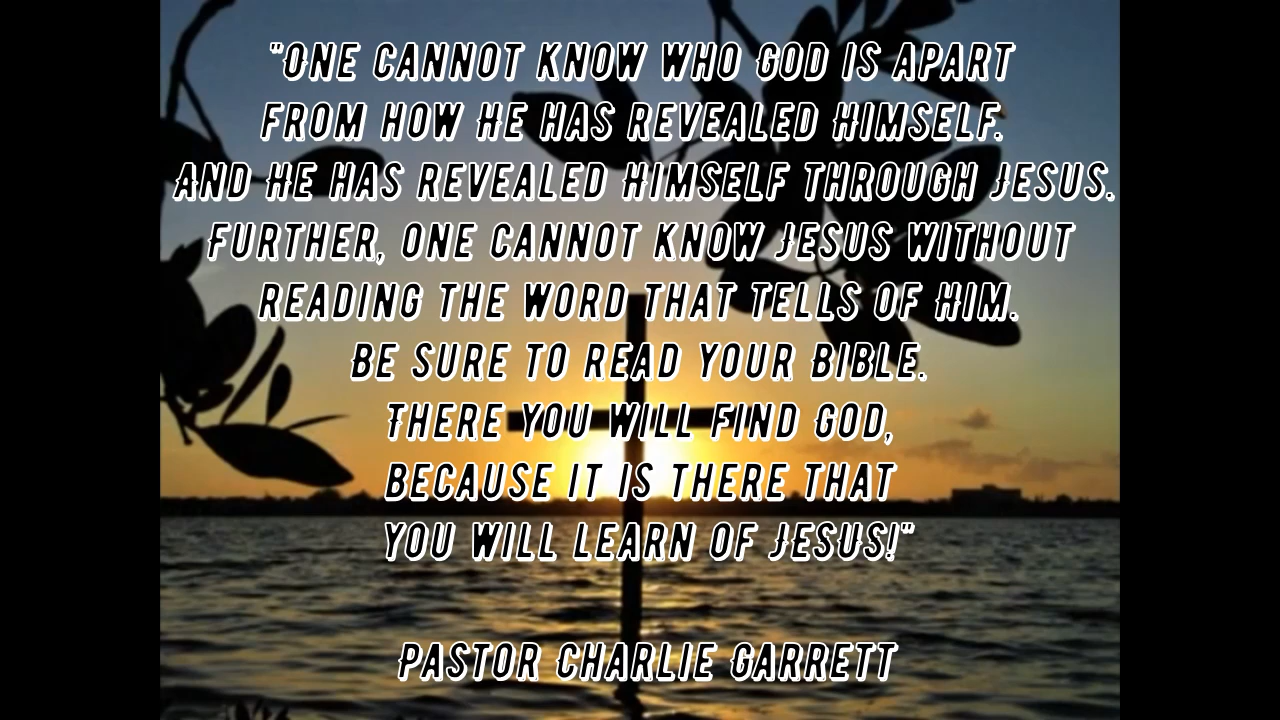 "One cannot know who God is apart
from how He has revealed Himself.
And He has revealed Himself through Jesus.
Further, one cannot know Jesus without
reading the word that tells of Him.
Be sure to read your Bible.
There you will find God,
because it is there that
you will learn of Jesus!"
Pastor Charlie Garrett